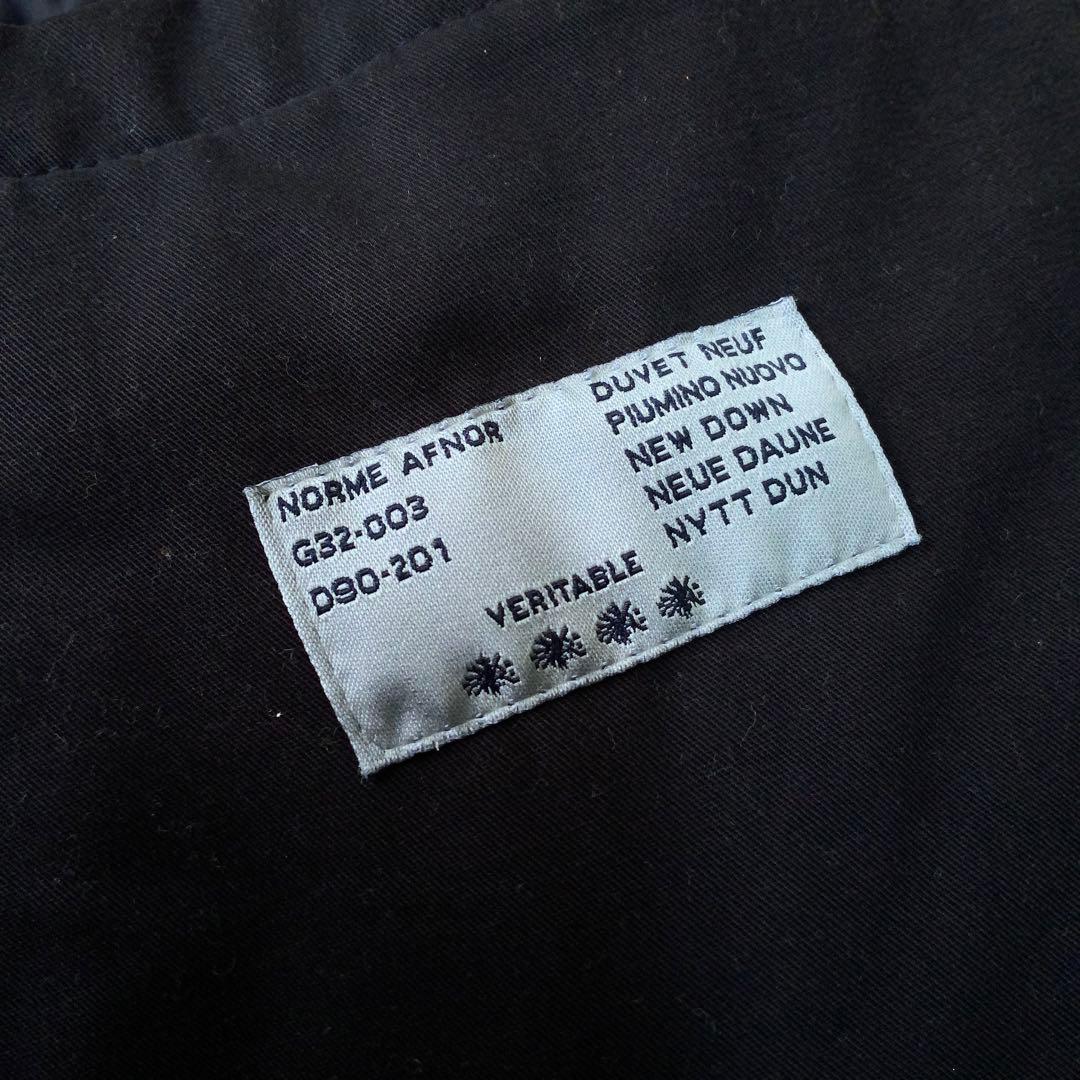 NORME AFNOR
G32-003
D90-201
DUVET NEUF
PIUMINO NUOVO
NEW DOWN
NEUE DAUNE
NYTT DUN
VERITABLE